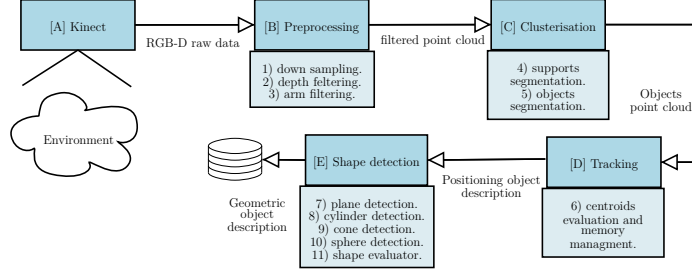 [A] Kinect
RGB-D raw data
[B] Preprocessing
1) down sampling.
2) depth feltering.
3) arm filtering.
filtered point cloud
[C] Clusterisation
4) supports
segmentation.
5) objects
segmentation.
Objects
point cloud
Environment
[D] Tracking
6) centroids
evaluation and
memory
managment.
Positioning object
description
[E] Shape detection
7) plane detection.
8) cylinder detection.
9) cone detection.
10) sphere detection.
11) shape evaluator.
Geometric
object
description